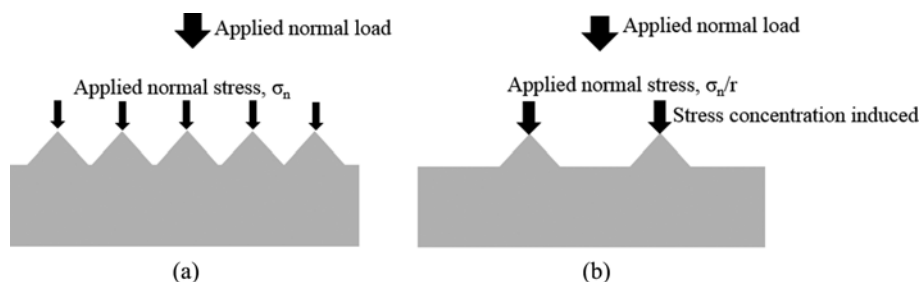 Applied normal load
Applied normal stress, σₙ
(a)
Applied normal load
Applied normal stress, σₙ/r
Stress concentration induced
(b)